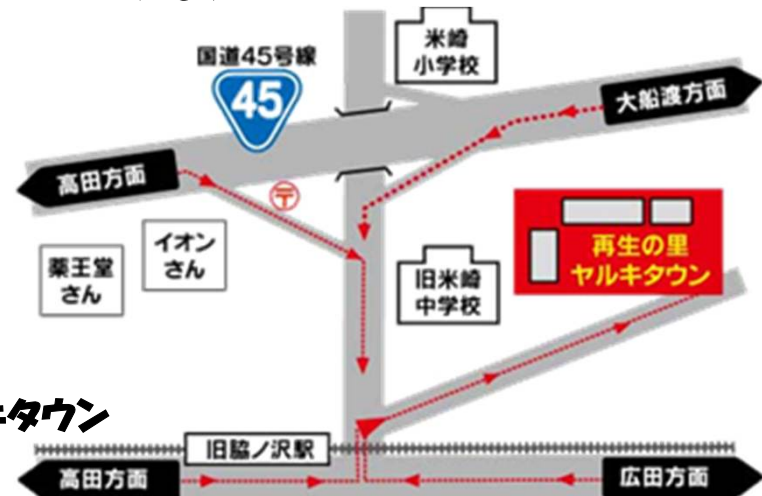 米崎
小学校
国道45号線
45
大船渡方面
高田方面
〒
イオン
さん
薬王堂
さん
再生の里
ヤルキタウン
旧米崎
中学校
キタウン
旧脇ノ沢駅
高田方面
広田方面